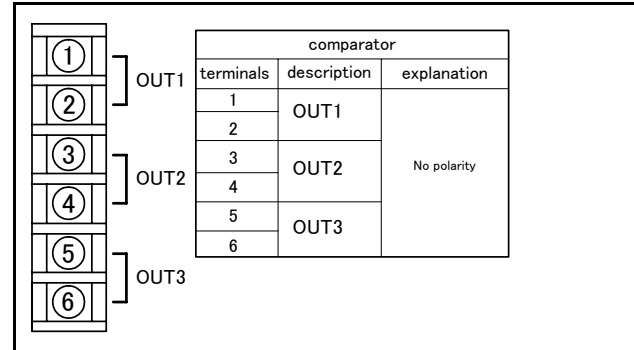 ① OUT1
②
③ OUT2
④
⑤ OUT3
⑥
comparator
terminals description explanation
1 OUT1
2
3 OUT2 No polarity
4
5 OUT3
6